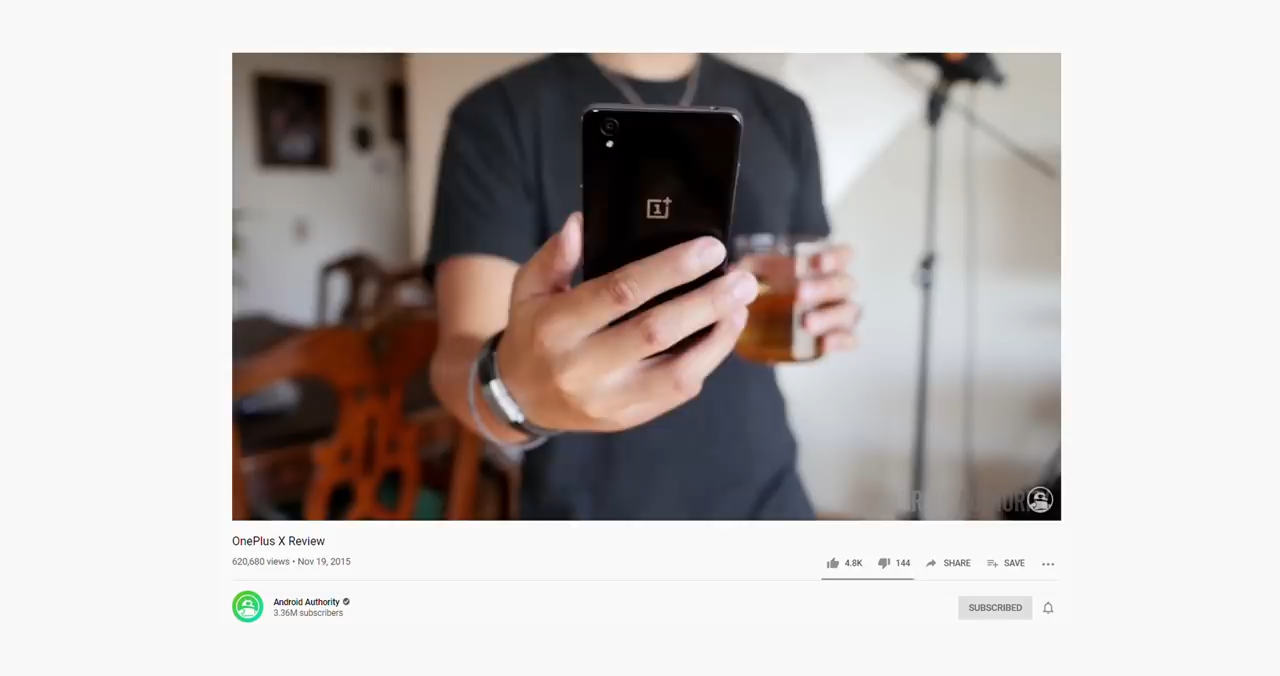 1+
OnePlus X Review
620,680 views • Nov 19, 2015
4.8K
144
SHARE
SAVE
Android Authority
3.36M subscribers
SUBSCRIBED